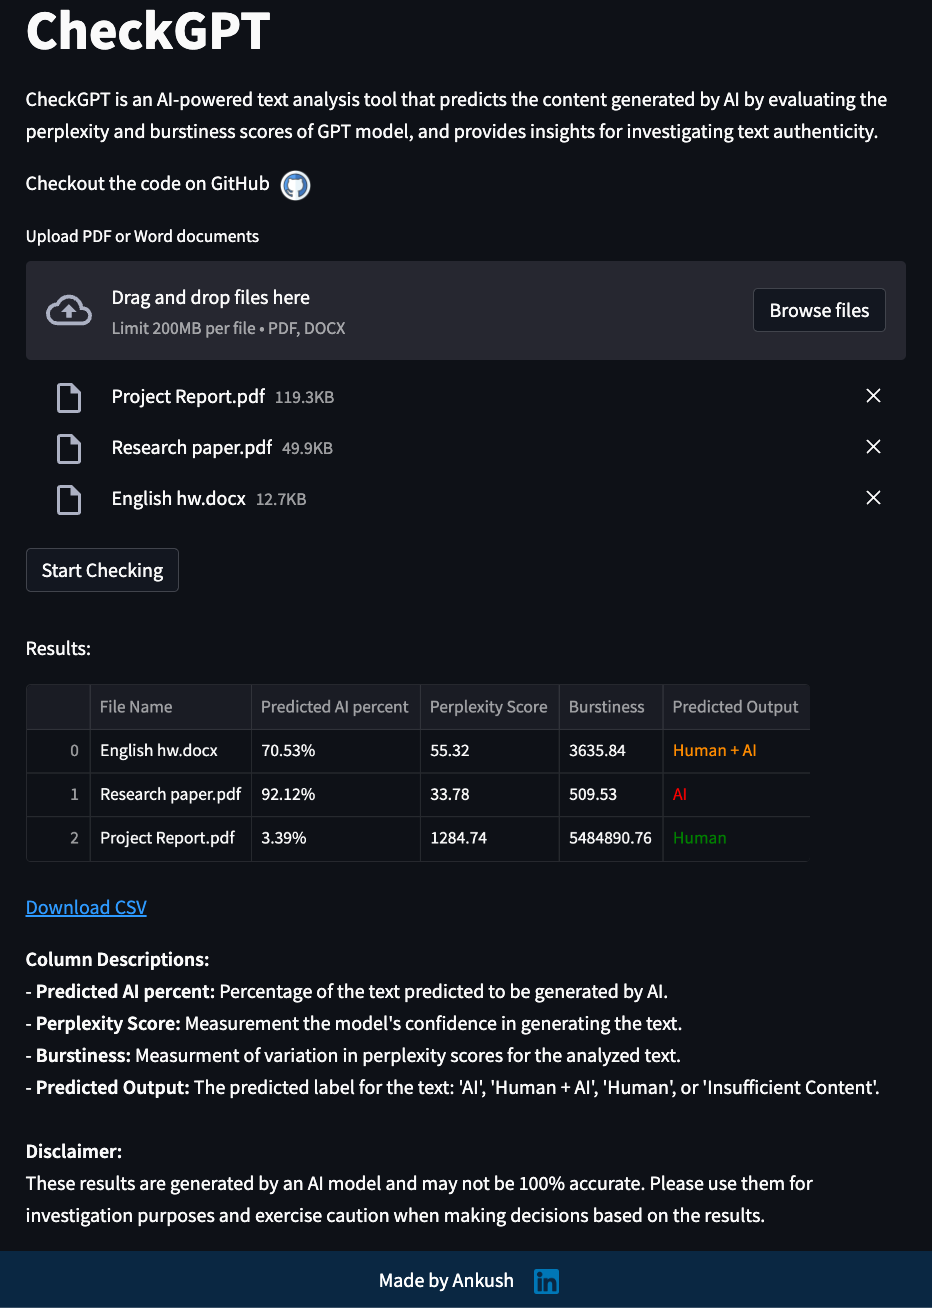 CheckGPT
CheckGPT is an AI-powered text analysis tool that predicts the content generated by AI by evaluating the
perplexity and burstiness scores of GPT model, and provides insights for investigating text authenticity.
Checkout the code on GitHub
Upload PDF or Word documents
Drag and drop files here
Limit 200MB per file • PDF, DOCX
Browse files
Project Report.pdf 119.3KB
Research paper.pdf 49.9KB
English hw.docx 12.7KB
Start Checking
Results:
File Name Predicted AI percent Perplexity Score Burstiness Predicted Output
0 English hw.docx 70.53% 55.32 3635.84 Human + AI
1 Research paper.pdf 92.12% 33.78 509.53 AI
2 Project Report.pdf 3.39% 1284.74 5484890.76 Human
Download CSV
Column Descriptions:
- Predicted AI percent: Percentage of the text predicted to be generated by AI.
- Perplexity Score: Measurement the model's confidence in generating the text.
- Burstiness: Measurment of variation in perplexity scores for the analyzed text.
- Predicted Output: The predicted label for the text: 'AI', 'Human + AI', 'Human', or 'Insufficient Content'.
Disclaimer:
These results are generated by an AI model and may not be 100% accurate. Please use them for
investigation purposes and exercise caution when making decisions based on the results.
Made by Ankush in